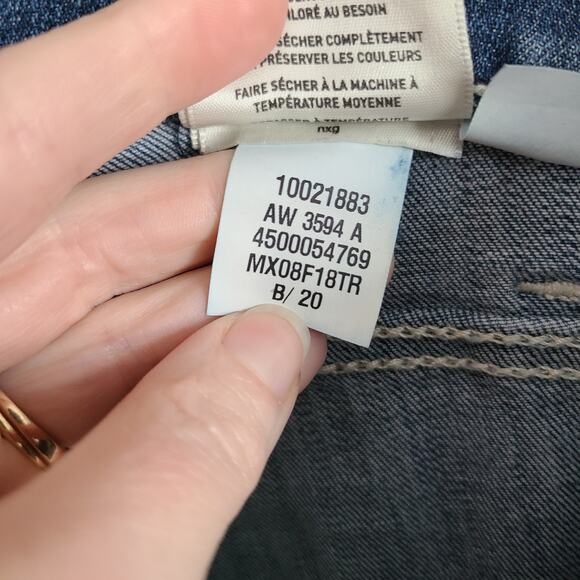 LORÉ AU BESOIN
SÉCHER COMPLÈTEMENT
PRÉSERVER LES COULEURS
FAIRE SÉCHER À LA MACHINE À
TEMPÉRATURE MOYENNE
À TEMPÉRATURE
nxg
10021883
AW 3594 A
4500054769
MX08F18TR
B/ 20